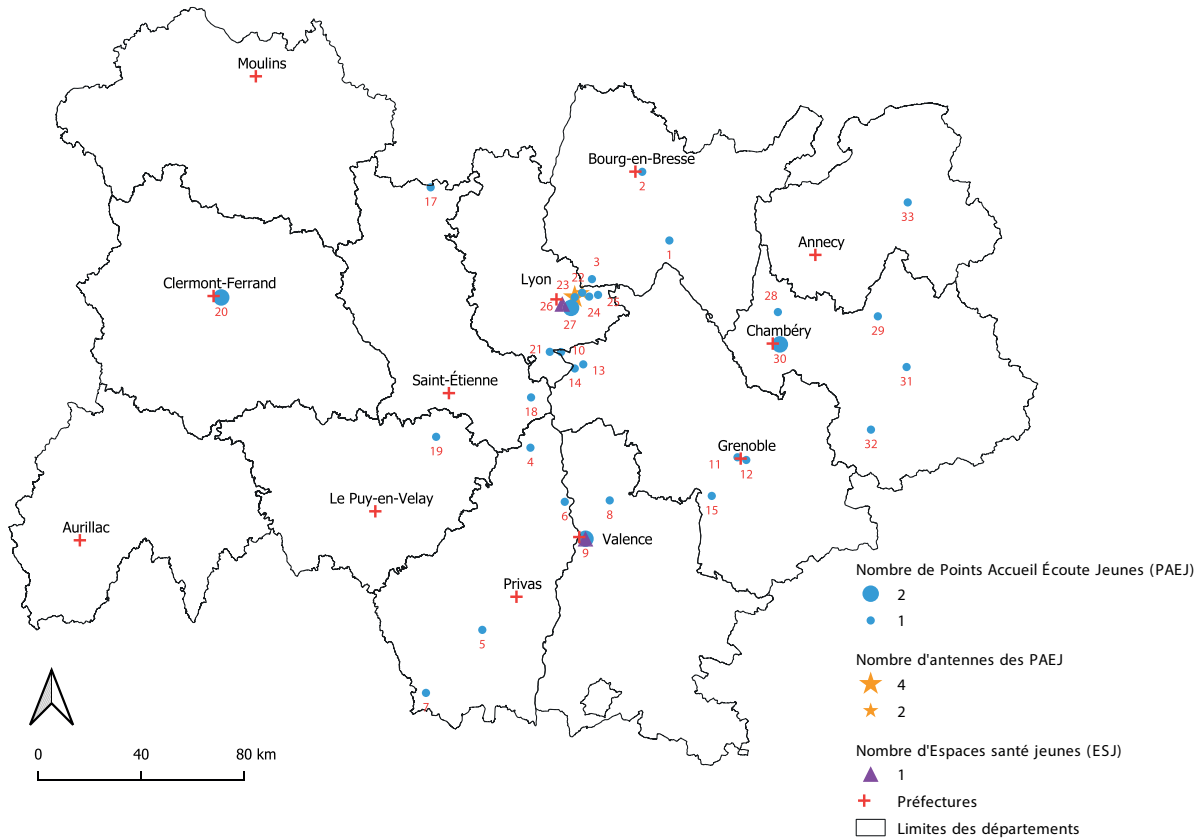 Moulins
Bourg-en-Bresse
2
17
33
Annecy
1
3
Clermont-Ferrand
20
Lyon
22
23
26
25
24
27
28
29
Chambéry
30
21
10
13
14
31
Saint-Étienne
18
32
19
4
Grenoble
11
12
15
Le Puy-en-Velay
6
8
Aurillac
Valence
9
Privas
5
7
0
40
80 km
Nombre de Points Accueil Écoute Jeunes (PAEJ)
2
1
Nombre d'antennes des PAEJ
4
2
Nombre d'Espaces santé jeunes (ESJ)
1
Préfectures
Limites des départements